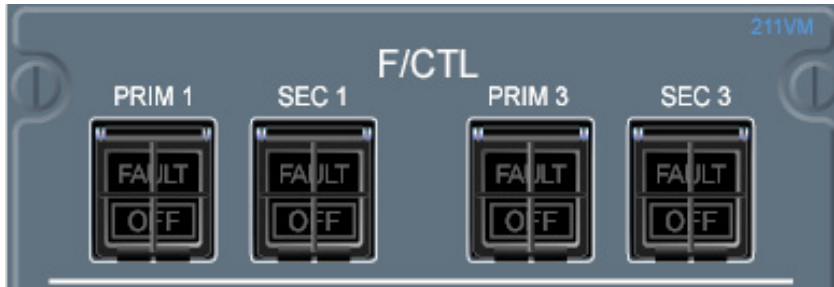 211VM
F/CTL
PRIM 1 SEC 1 PRIM 3 SEC 3
FAULT FAULT FAULT FAULT
OFF OFF OFF OFF